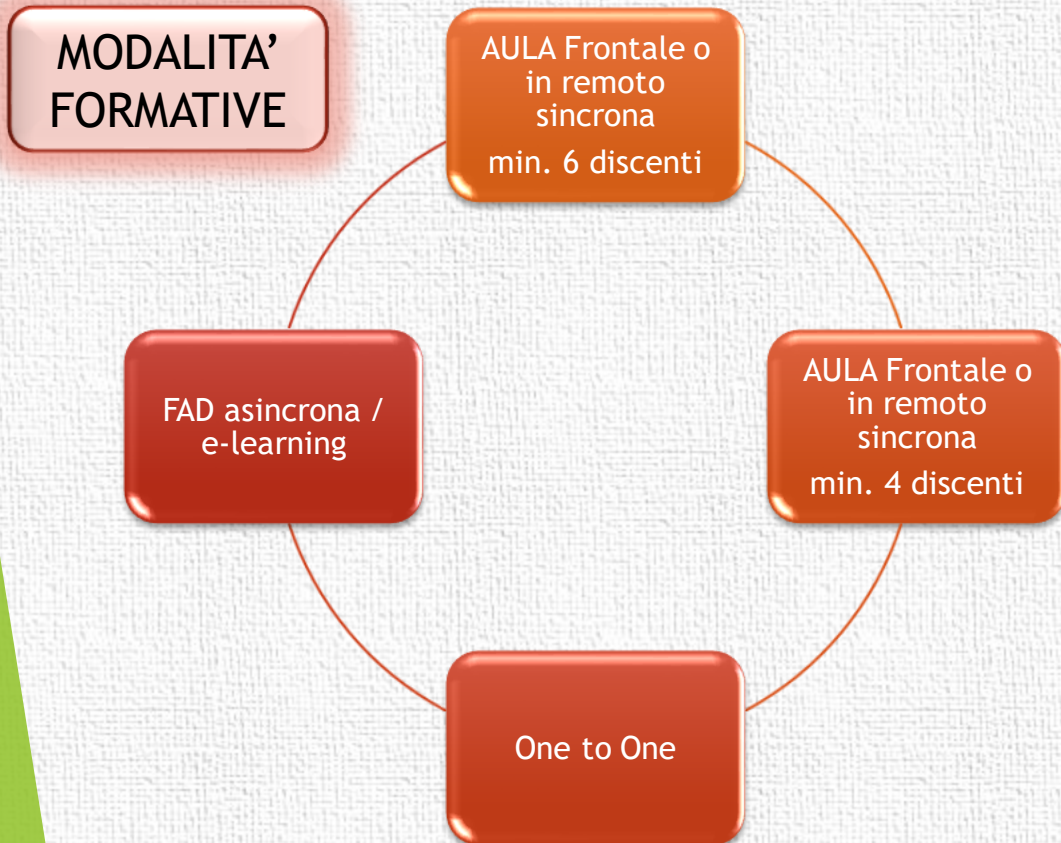 MODALITA’
FORMATIVE
AULA Frontale o
in remoto
sincrona
min. 6 discenti
AULA Frontale o
in remoto
sincrona
min. 4 discenti
One to One
FAD asincrona /
e-learning